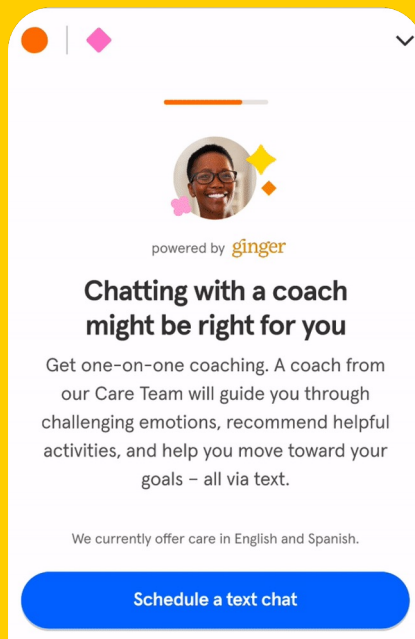 powered by ginger
Chatting with a coach
might be right for you
Get one-on-one coaching. A coach from
our Care Team will guide you through
challenging emotions, recommend helpful
activities, and help you move toward your
goals – all via text.
We currently offer care in English and Spanish.
Schedule a text chat